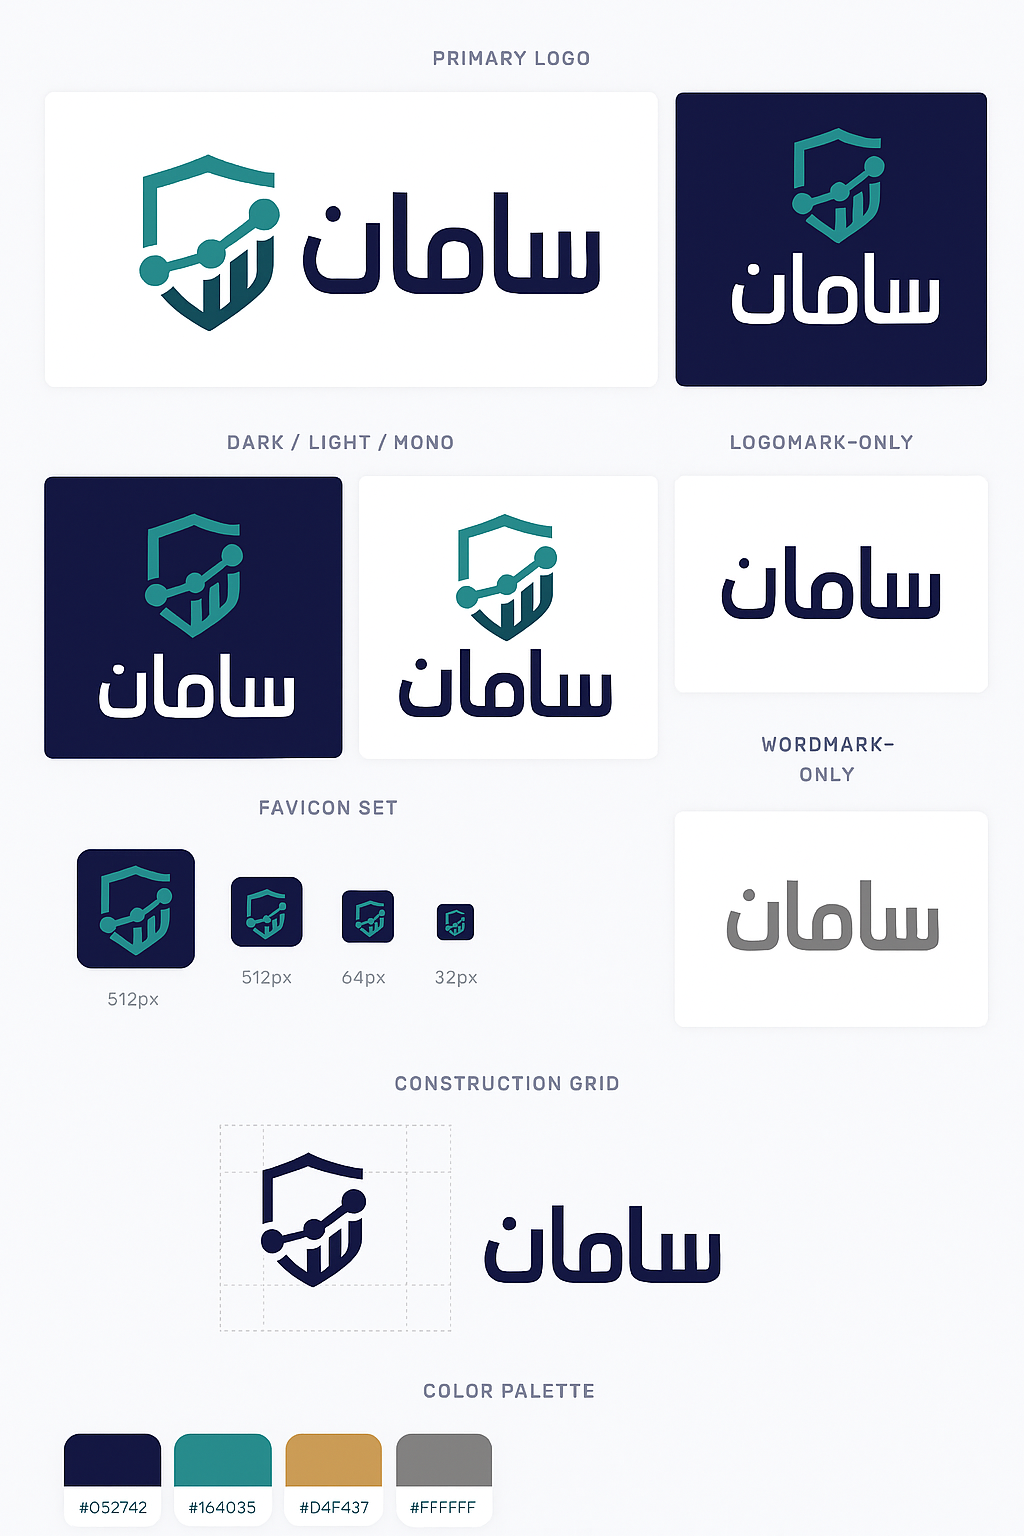 PRIMARY LOGO
سامان
سامان
DARK / LIGHT / MONO
LOGOMARK-ONLY
سامان
سامان
سامان
WORDMARK-
ONLY
سامان
FAVICON SET
512px
512px
64px
32px
CONSTRUCTION GRID
سامان
COLOR PALETTE
#052742
#164035
#D4F437
#FFFFFF